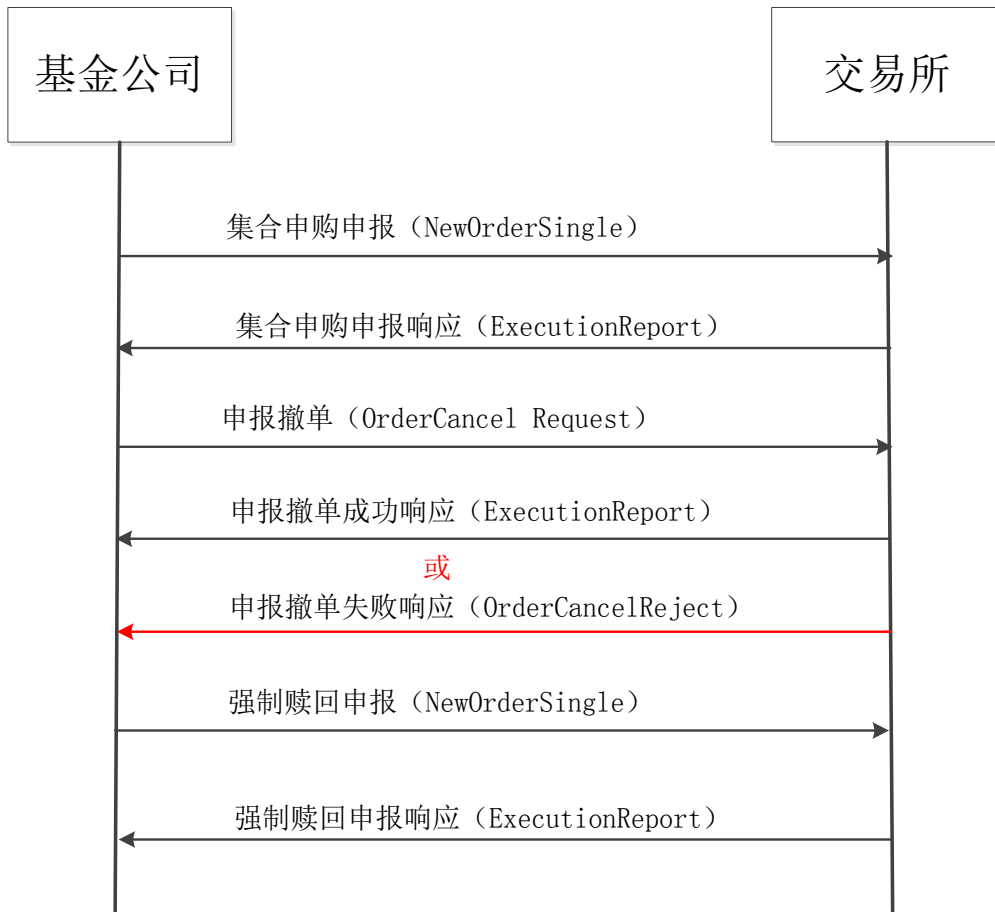 基金公司
交易所
集合申购申报（NewOrderSingle）
集合申购申报响应（ExecutionReport）
申报撤单（OrderCancel Request）
申报撤单成功响应（ExecutionReport）
或
申报撤单失败响应（OrderCancelReject）
强制赎回申报（NewOrderSingle）
强制赎回申报响应（ExecutionReport）